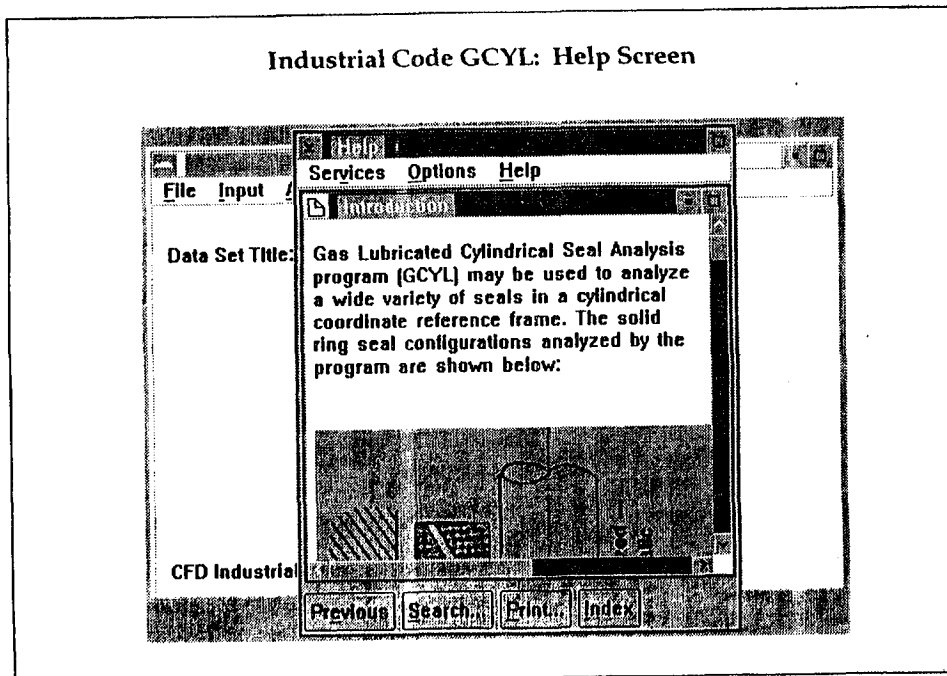 Industrial Code GCYL: Help Screen
Help
Services Options Help
File Input
Introduction
Data Set Title:
Gas Lubricated Cylindrical Seal Analysis
program (GCYL) may be used to analyze
a wide variety of seals in a cylindrical
coordinate reference frame. The solid
ring seal configurations analyzed by the
program are shown below:
CFD Industrial
Previous Search... Print... Index